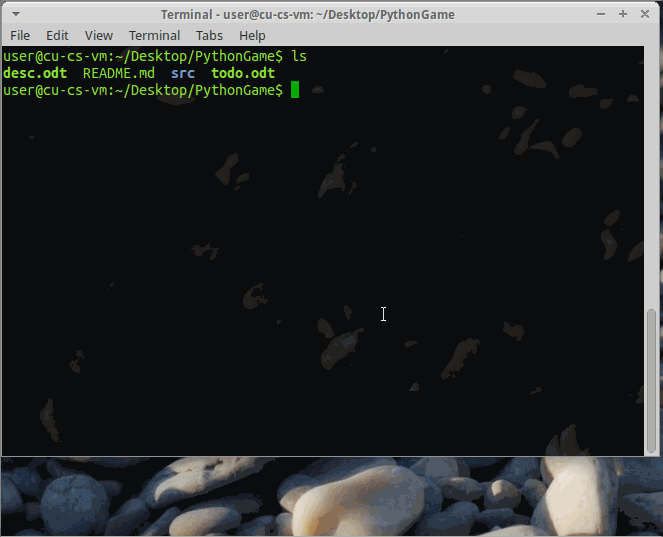 Terminal - user@cu-cs-vm: ~/Desktop/PythonGame
File Edit View Terminal Tabs Help
user@cu-cs-vm:~/Desktop/PythonGame$ ls
desc.odt README.md src todo.odt
user@cu-cs-vm:~/Desktop/PythonGame$